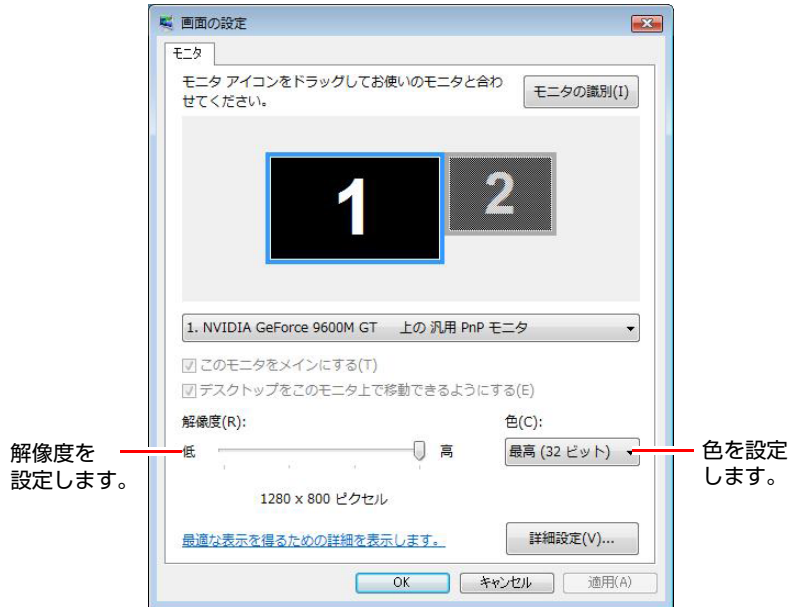 画面の設定
モニタ
モニタ アイコンをドラッグしてお使いのモニタと合わ
せてください。
モニタの識別(I)
1
2
1. NVIDIA GeForce 9600M GT 上の 汎用 PnP モニタ
このモニタをメインにする(T)
デスクトップをこのモニタ上で移動できるようにする(E)
解像度(R):
色(C):
低
高
最高 (32 ビット)
解像度を
設定します。
色を設定
します。
1280 x 800 ピクセル
最適な表示を得るための詳細を表示します。
詳細設定(V)...
OK
キャンセル
適用(A)